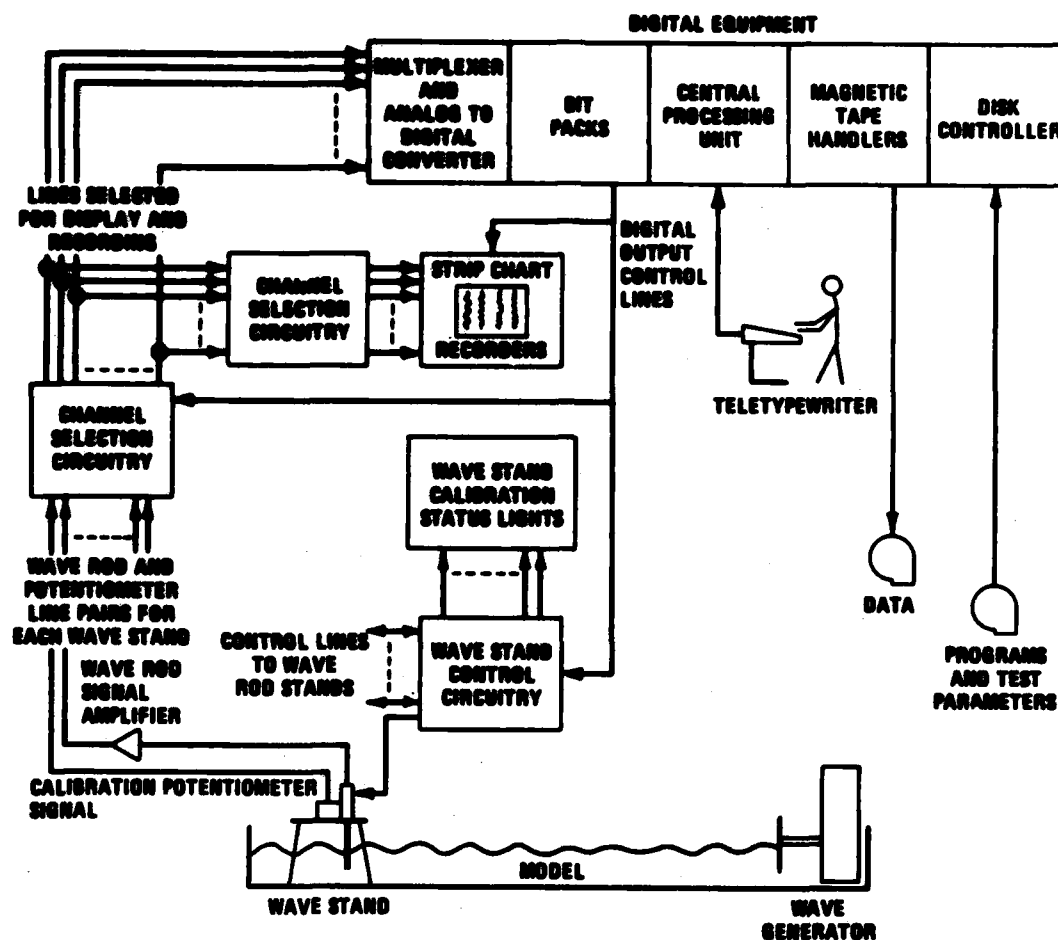 DIGITAL EQUIPMENT
MULTIPLEXER
AND
ANALOG TO
DIGITAL
CONVERTER
BIT
PACKS
CENTRAL
PROCESSING
UNIT
MAGNETIC
TAPE
HANDLERS
DISK
CONTROLLER
LINES SELECTED
FOR DISPLAY AND
RECORDING
CHANNEL
SELECTION
CIRCUITRY
STRIP CHART
RECORDERS
DIGITAL
OUTPUT
CONTROL
LINES
TELETYPEWRITER
CHANNEL
SELECTION
CIRCUITRY
WAVE STAND
CALIBRATION
STATUS LIGHTS
WAVE ROD AND
POTENTIOMETER
LINE PAIRS FOR
EACH WAVE STAND
CONTROL LINES
TO WAVE
ROD STANDS
WAVE STAND
CONTROL
CIRCUITRY
DATA
PROGRAMS
AND TEST
PARAMETERS
WAVE ROD
SIGNAL
AMPLIFIER
CALIBRATION POTENTIOMETER
SIGNAL
MODEL
WAVE STAND
WAVE
GENERATOR